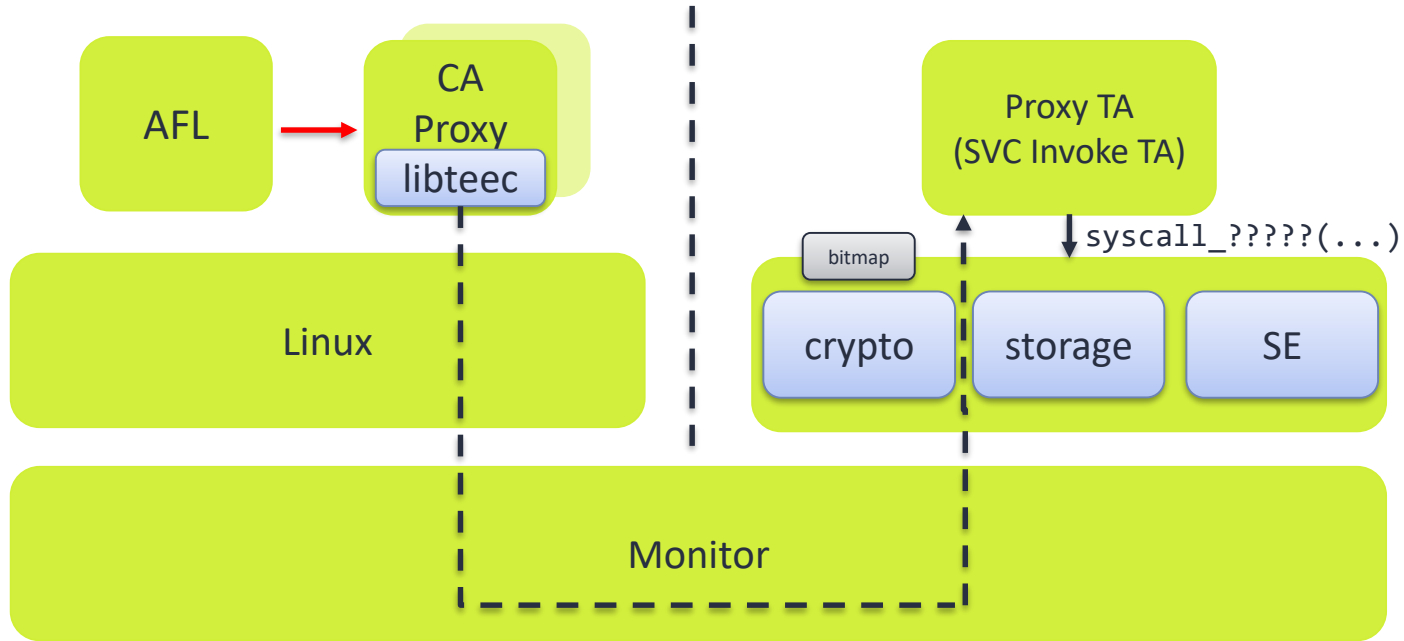 AFL
CA
Proxy
libteec
Proxy TA
(SVC Invoke TA)
syscall_?????(...)
bitmap
Linux
crypto
storage
SE
Monitor